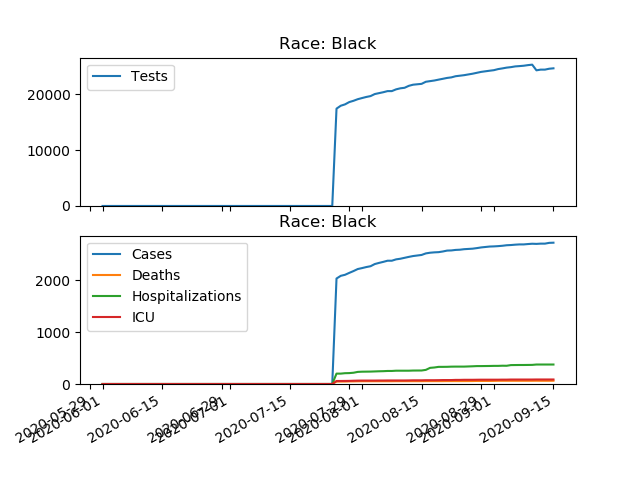 Race: Black
Tests
20000
10000
0
Race: Black
Cases
Deaths
Hospitalizations
ICU
2000
1000
0
2020-05-29
2020-06-01
2020-06-15
2020-06-29
2020-07-01
2020-07-15
2020-07-29
2020-08-01
2020-08-15
2020-08-29
2020-09-01
2020-09-15